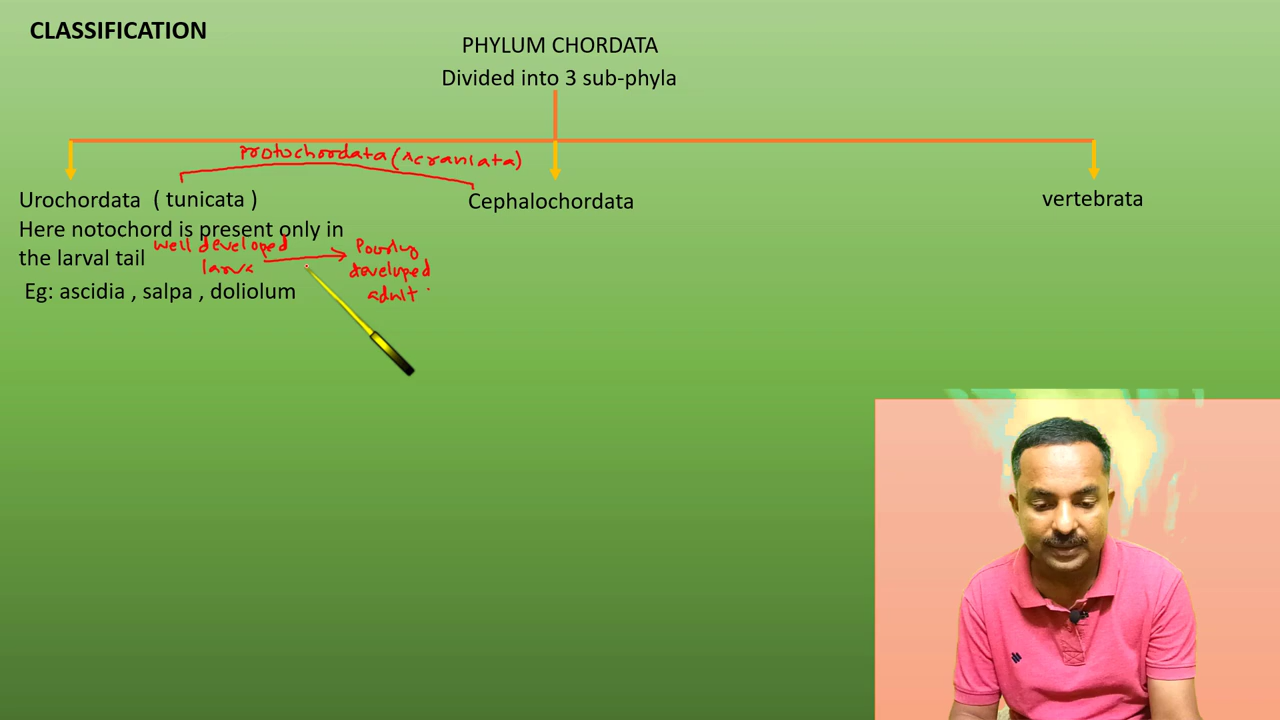 CLASSIFICATION
PHYLUM CHORDATA
Divided into 3 sub-phyla
Protochordata (Acraniata)
Urochordata ( tunicata )
Cephalochordata
vertebrata
Here notochord is present only in
the larval tail
well developed
larva
Poorly
developed
adult
Eg: ascidia , salpa , doliolum